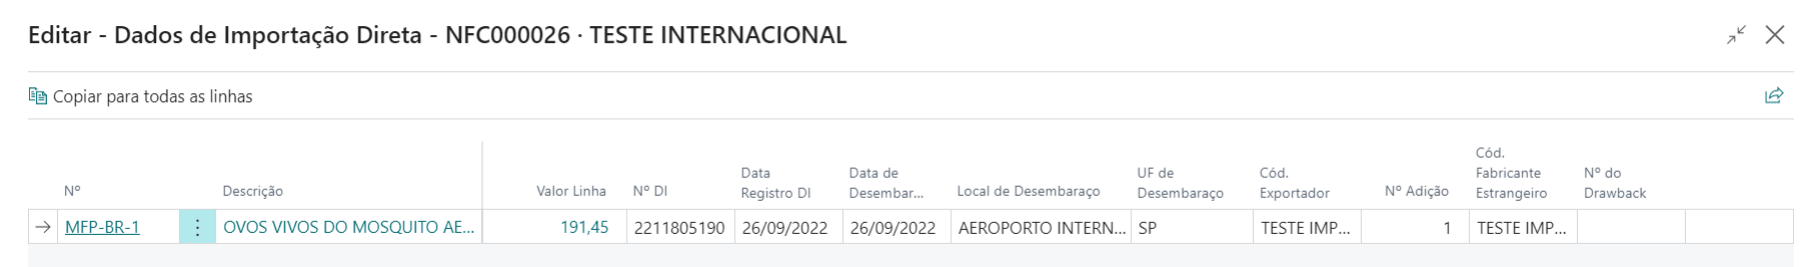 Editar - Dados de Importação Direta - NFC000026 · TESTE INTERNACIONAL
Copiar para todas as linhas
Nº
Descrição
Valor Linha
Nº DI
Data
Registro DI
Data de
Desembar...
Local de Desembaraço
UF de
Desembaraço
Cód.
Exportador
Nº Adição
Cód.
Fabricante
Estrangeiro
Nº do
Drawback
MFP-BR-1
OVOS VIVOS DO MOSQUITO AE...
191,45
2211805190
26/09/2022
26/09/2022
AEROPORTO INTERN...
SP
TESTE IMP...
1
TESTE IMP...